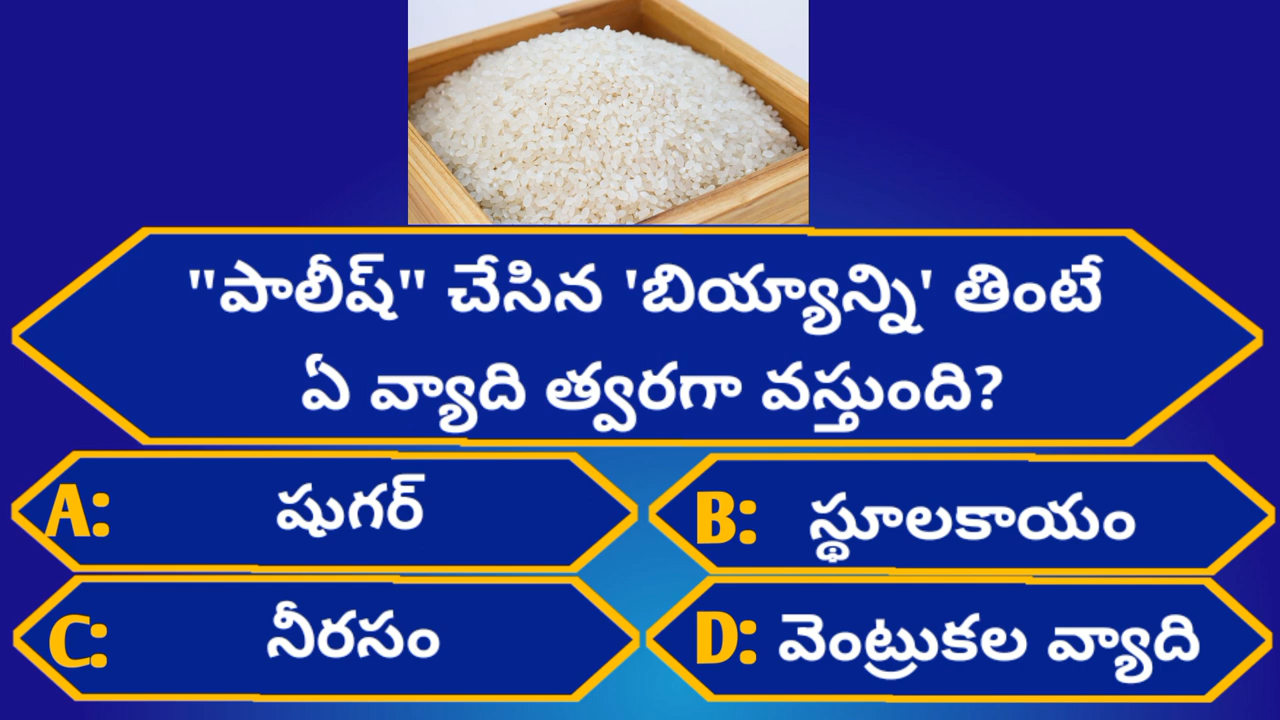 "పాలీష్" చేసిన 'బియ్యాన్ని' తింటే
ఏ వ్యాది త్వరగా వస్తుంది?
A: షుగర్
B: స్థూలకాయం
C: నీరసం
D: వెంట్రుకల వ్యాది